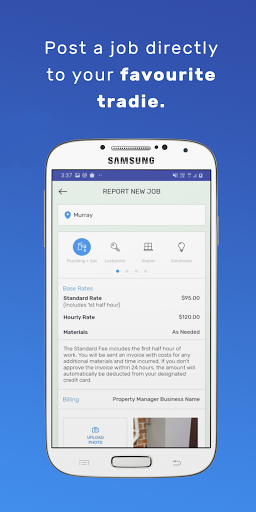 Post a job directly
to your favourite
tradie.
SAMSUNG
3:37
REPORT NEW JOB
Murray
Plumbing + Gas
Locksmith
Glazier
Base Rates
Standard Rate $95.00
(includes 1st half hour)
Hourly Rate $120.00
Materials As Needed
The Standard Fee includes the first half hour of
work. You will be sent an invoice with costs for any
additional materials and time incurred. If you don't
approve the invoice within 24 hours, the amount will
automatically be deducted from your designated
credit card.
Billing Property Manager Business Name
UPLOAD
PHOTO